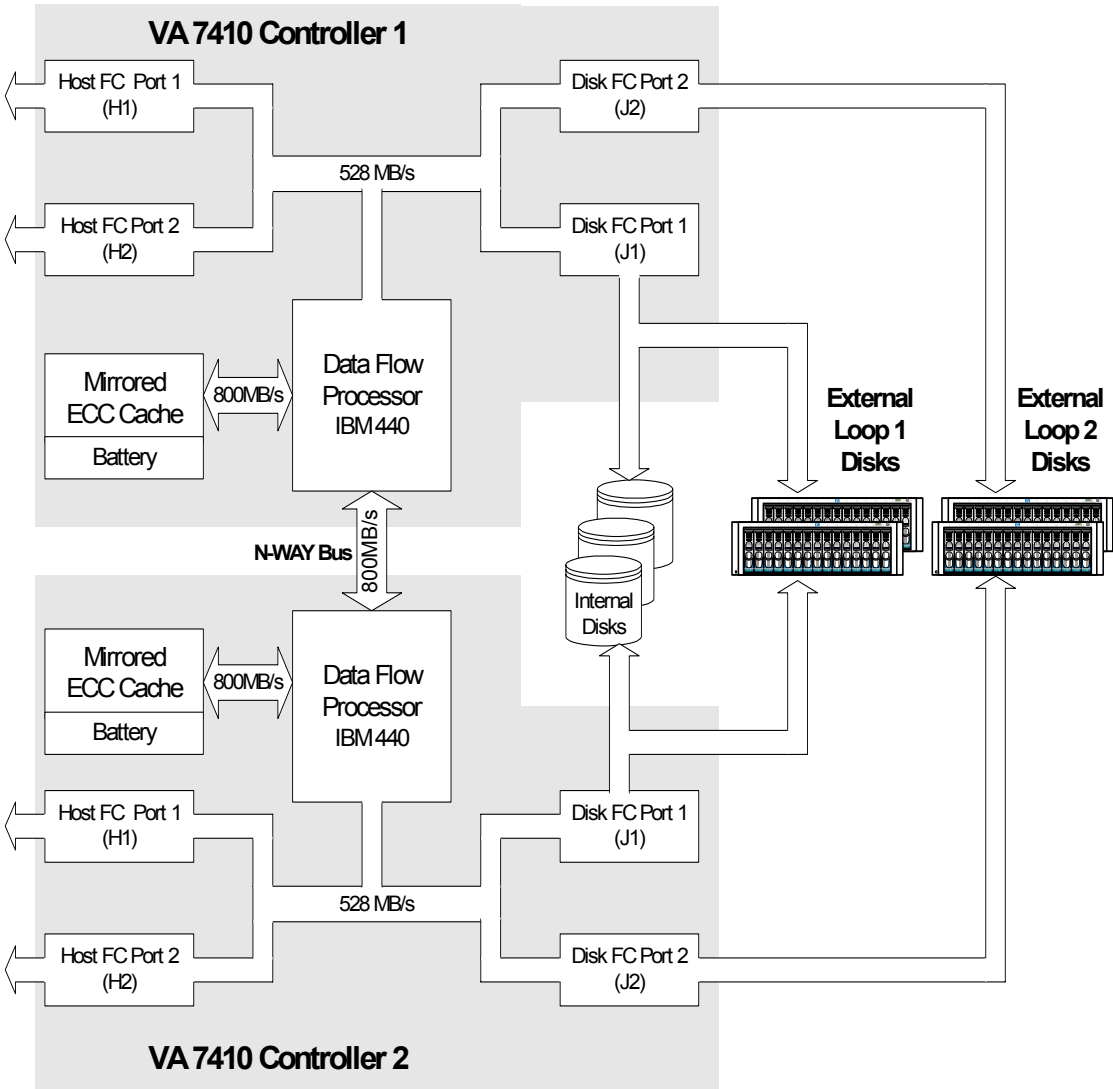 VA 7410 Controller 1
Host FC Port 1
(H1)
Disk FC Port 2
(J2)
528 MB/s
Host FC Port 2
(H2)
Disk FC Port 1
(J1)
Mirrored
ECC Cache
Battery
800MB/s
Data Flow
Processor
IBM 440
External
Loop 1
Disks
External
Loop 2
Disks
N-WAY Bus
800MB/s
Internal
Disks
Mirrored
ECC Cache
Battery
800MB/s
Data Flow
Processor
IBM 440
Host FC Port 1
(H1)
Disk FC Port 1
(J1)
528 MB/s
Host FC Port 2
(H2)
Disk FC Port 2
(J2)
VA 7410 Controller 2